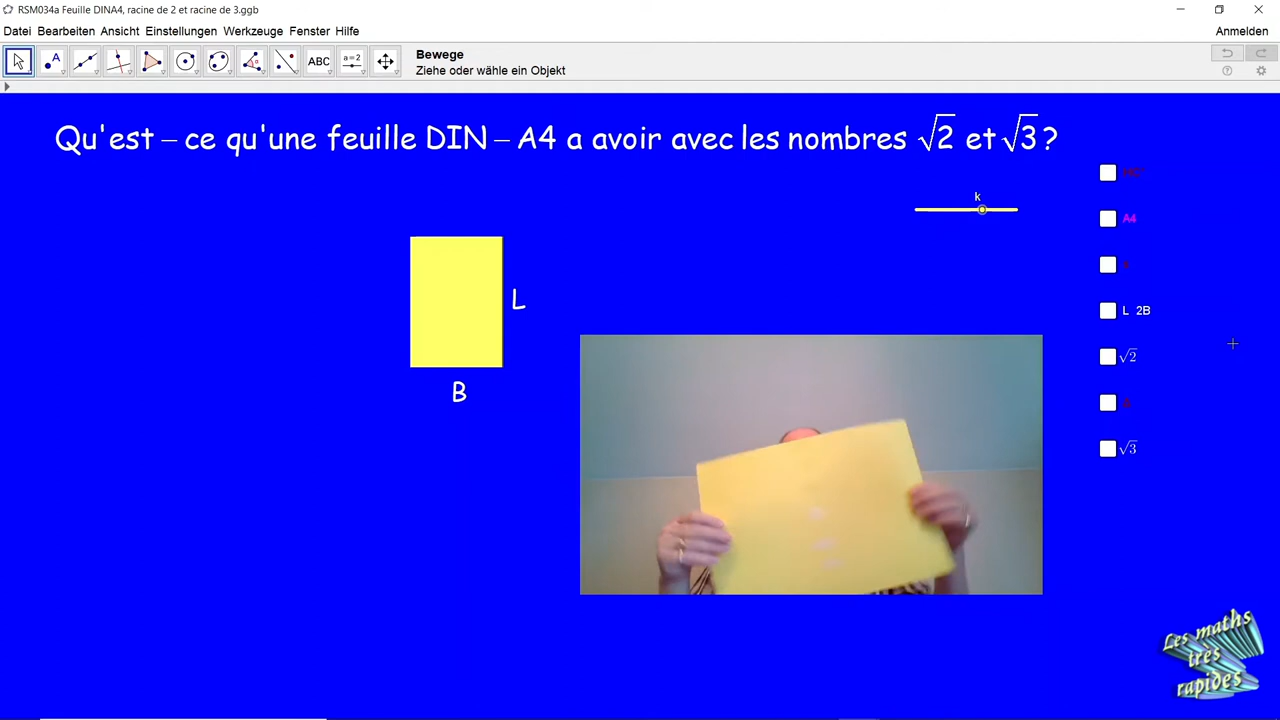 RSM034a Feuille DINA4, racine de 2 et racine de 3.ggb
Datei Bearbeiten Ansicht Einstellungen Werkzeuge Fenster Hilfe
Anmelden
A
ABC
a=2
Bewege
Ziehe oder wähle ein Objekt
Qu'est-ce qu'une feuille DIN-A4 a avoir avec les nombres √2 et √3?
k
A4
L 2B
√2
√3
L
B
Les maths
très
rapides